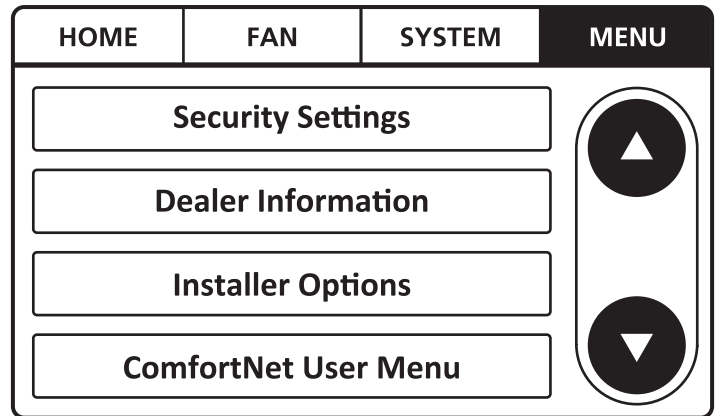 HOME FAN SYSTEM MENU
Security Settings
Dealer Information
Installer Options
ComfortNet User Menu